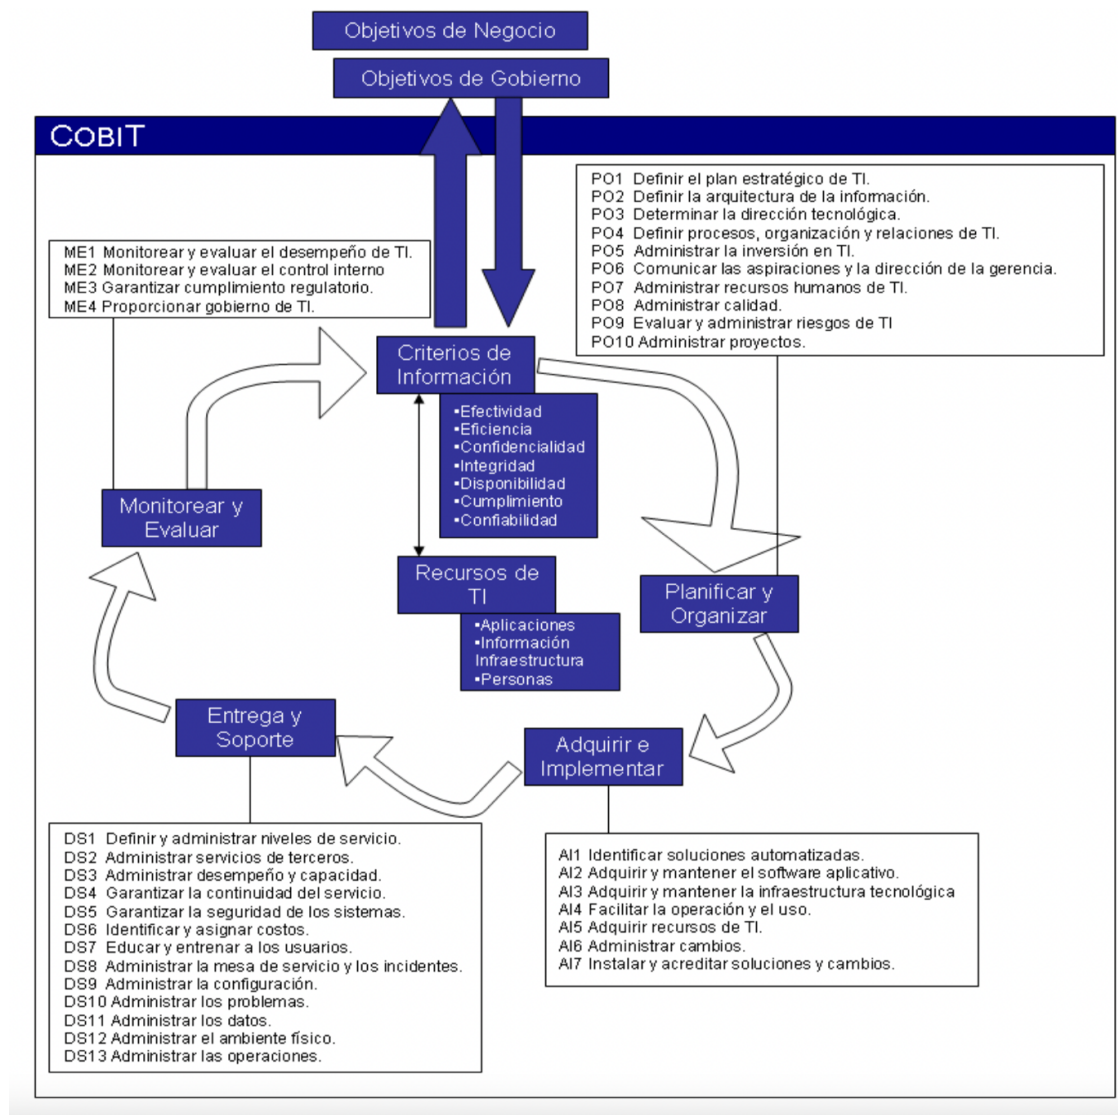 Objetivos de Negocio
Objetivos de Gobierno
COBIT
PO1 Definir el plan estratégico de TI.
PO2 Definir la arquitectura de la información.
PO3 Determinar la dirección tecnológica.
PO4 Definir procesos, organización y relaciones de TI.
PO5 Administrar la inversión en TI.
PO6 Comunicar las aspiraciones y la dirección de la gerencia.
PO7 Administrar recursos humanos de TI.
PO8 Administrar calidad.
PO9 Evaluar y administrar riesgos de TI
PO10 Administrar proyectos.
ME1 Monitorear y evaluar el desempeño de TI.
ME2 Monitorear y evaluar el control interno
ME3 Garantizar cumplimiento regulatorio.
ME4 Proporcionar gobierno de TI.
Criterios de
Información
▪Efectividad
▪Eficiencia
▪Confidencialidad
▪Integridad
▪Disponibilidad
▪Cumplimiento
▪Confiabilidad
Monitorear y
Evaluar
Recursos de
TI
▪Aplicaciones
▪Información
Infraestructura
▪Personas
Planificar y
Organizar
Entrega y
Soporte
Adquirir e
Implementar
DS1 Definir y administrar niveles de servicio.
DS2 Administrar servicios de terceros.
DS3 Administrar desempeño y capacidad.
DS4 Garantizar la continuidad del servicio.
DS5 Garantizar la seguridad de los sistemas.
DS6 Identificar y asignar costos.
DS7 Educar y entrenar a los usuarios.
DS8 Administrar la mesa de servicio y los incidentes.
DS9 Administrar la configuración.
DS10 Administrar los problemas.
DS11 Administrar los datos.
DS12 Administrar el ambiente físico.
DS13 Administrar las operaciones.
AI1 Identificar soluciones automatizadas.
AI2 Adquirir y mantener el software aplicativo.
AI3 Adquirir y mantener la infraestructura tecnológica
AI4 Facilitar la operación y el uso.
AI5 Adquirir recursos de TI.
AI6 Administrar cambios.
AI7 Instalar y acreditar soluciones y cambios.